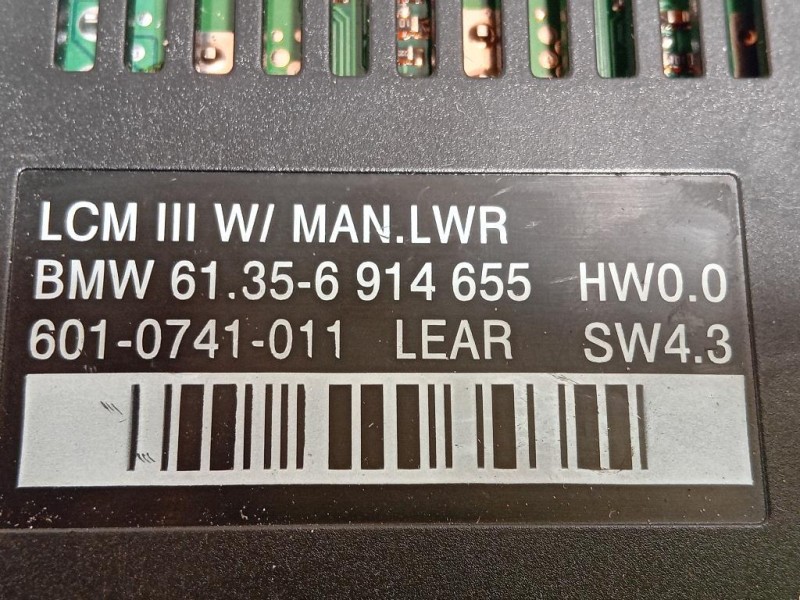 LCM III W/ MAN.LWR
BMW 61.35-6 914 655 HW0.0
601-0741-011 LEAR SW4.3